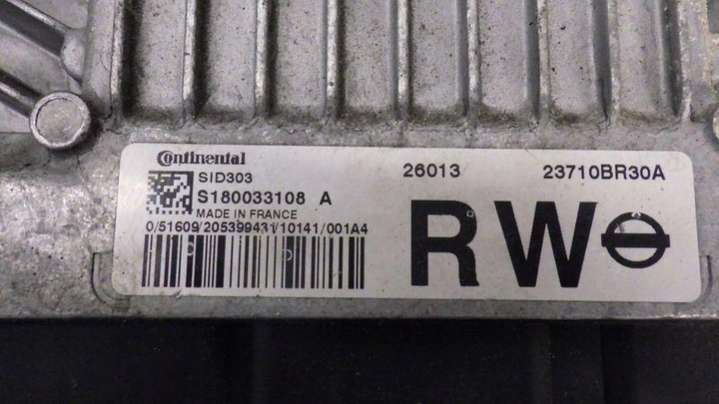 Continental
SID303
S180033108 A
MADE IN FRANCE
0/51609/205399431/10141/001A4
26013
23710BR30A
RW